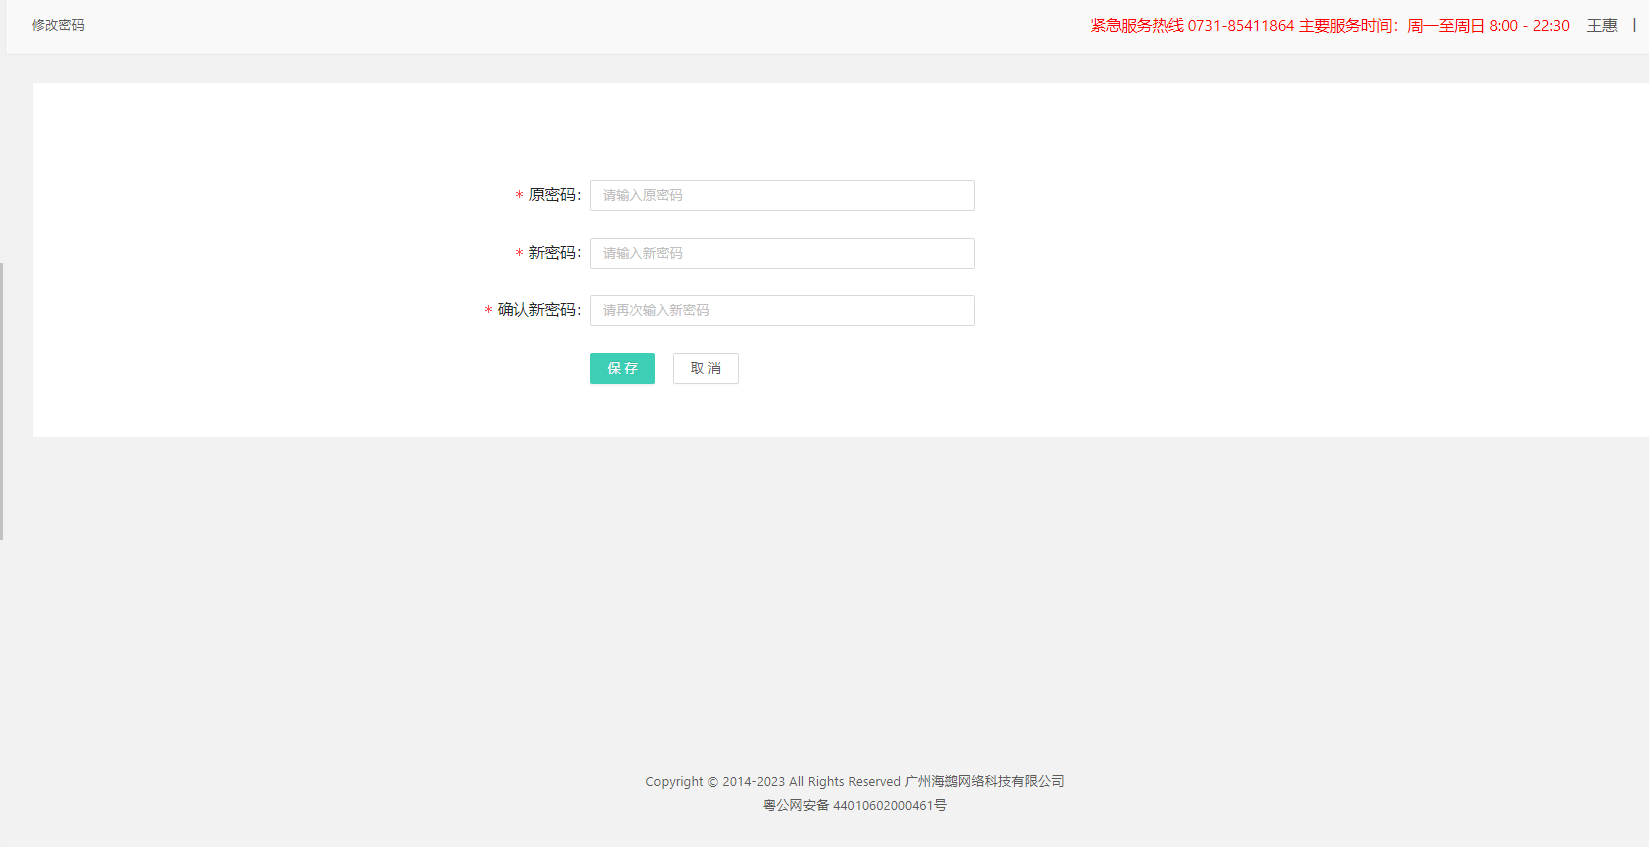 修改密码
紧急服务热线 0731-85411864 主要服务时间：周一至周日 8:00 - 22:30 王惠 |
* 原密码： 请输入原密码
* 新密码： 请输入新密码
* 确认新密码： 请再次输入新密码
保 存 取 消
Copyright © 2014-2023 All Rights Reserved 广州海鹚网络科技有限公司
粤公网安备 44010602000461号